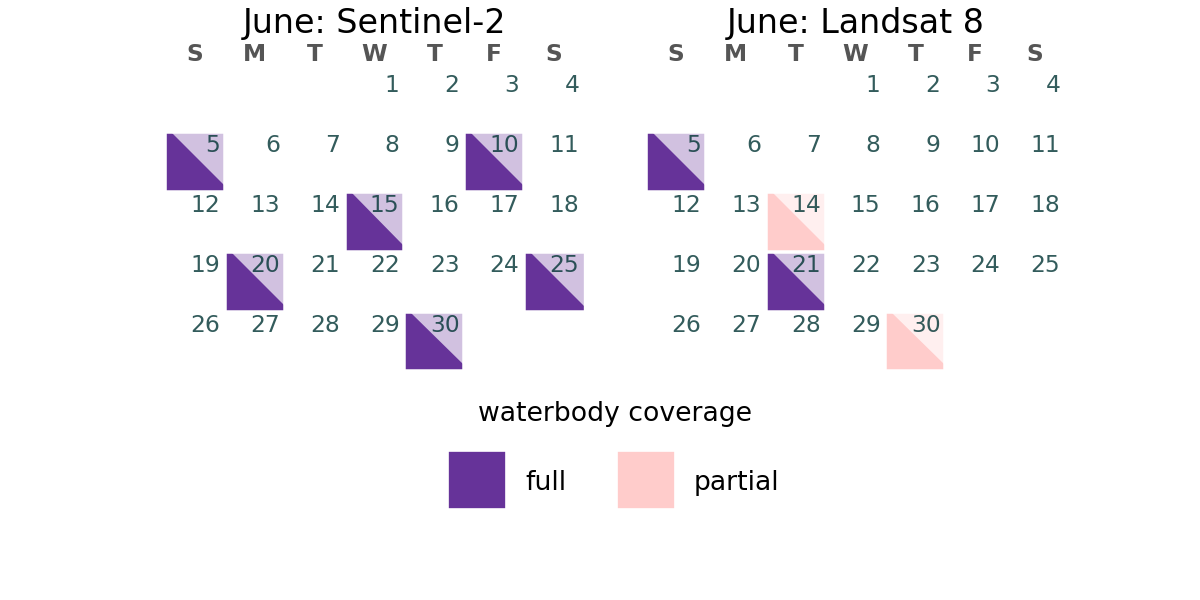 June: Sentinel-2
S M T W T F S
1 2 3 4
5 6 7 8 9 10 11
12 13 14 15 16 17 18
19 20 21 22 23 24 25
26 27 28 29 30
June: Landsat 8
S M T W T F S
1 2 3 4
5 6 7 8 9 10 11
12 13 14 15 16 17 18
19 20 21 22 23 24 25
26 27 28 29 30
waterbody coverage
full partial